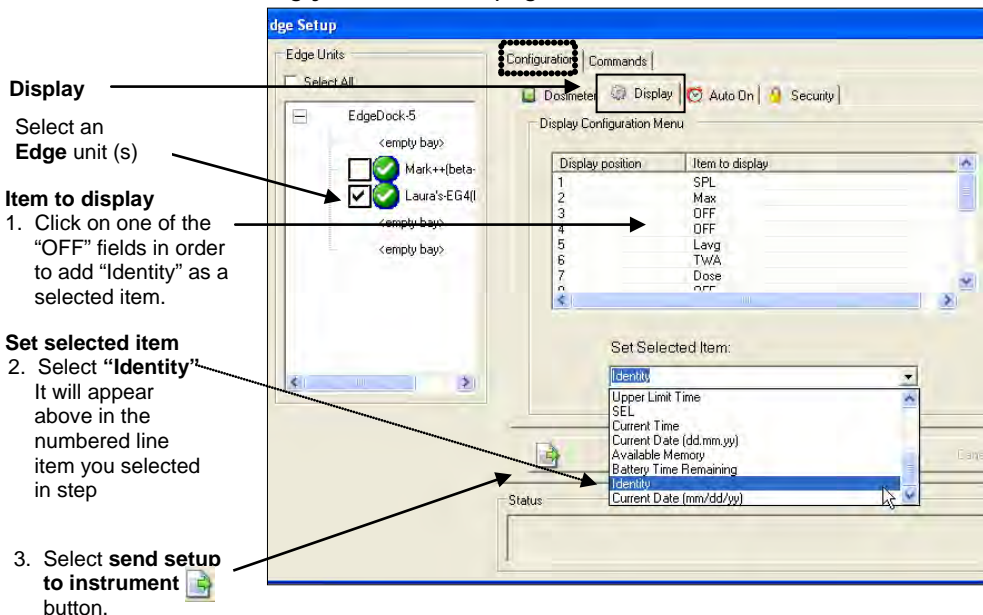 dge Setup
Edge Units
Select All
EdgeDock-5
<empty bay>
Mark++(beta-
Laura's-EG4(
<empty bay>
<empty bay>
Configuration
Commands
Dosimeter
Display
Auto On
Security
Display Configuration Menu
Display position
Item to display
1 SPL
2 Max
3 OFF
4 OFF
5 Lavg
6 TWA
7 Dose
OFF
Set Selected Item:
Identity
Upper Limit Time
SEL
Current Time
Current Date (dd.mm.yy)
Available Memory
Battery Time Remaining
Identity
Current Date (mm/dd/yy)
Status
Display
Select an
Edge unit (s)
Item to display
1. Click on one of the
“OFF” fields in order
to add “Identity” as a
selected item.
Set selected item
2. Select “Identity”
It will appear
above in the
numbered line
item you selected
in step
3. Select send setup
to instrument
button.